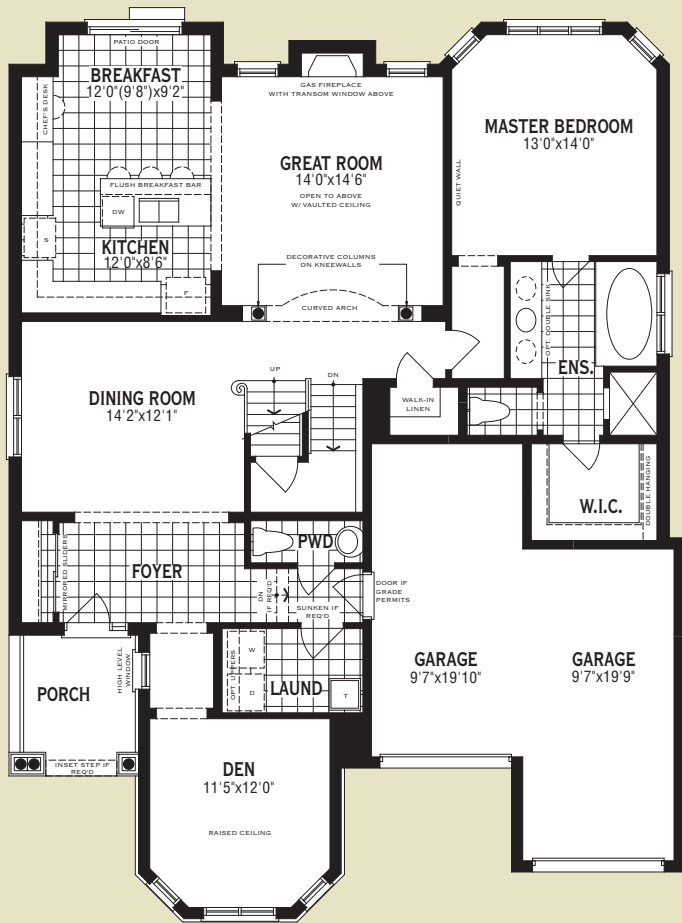 PATIO DOOR
BREAKFAST
12'0"(9'8")x9'2"
CHEF'S DESK
FLUSH BREAKFAST BAR
DW
S
KITCHEN
12'0"x8'6"
F
GAS FIREPLACE
WITH TRANSOM WINDOW ABOVE
GREAT ROOM
14'0"x14'6"
OPEN TO ABOVE
W/ VAULTED CEILING
DECORATIVE COLUMNS
ON KNEEWALLS
CURVED ARCH
MASTER BEDROOM
13'0"x14'0"
QUIET WALL
OPT. DOUBLE SINK
ENS.
WALK-IN
LINEN
W.I.C.
DOUBLE HANGING
DINING ROOM
14'2"x12'1"
UP
DN
PWD
FOYER
MIRRORED SLIDERS
DN
IF REQ'D
SUNKEN IF
REQ'D
DOOR IF
GRADE
PERMITS
HIGH LEVEL
WINDOW
PORCH
INSET STEP IF
REQ'D
OPT. UPPERS
W
D
LAUND
T
GARAGE
9'7"x19'10"
GARAGE
9'7"x19'9"
DEN
11'5"x12'0"
RAISED CEILING